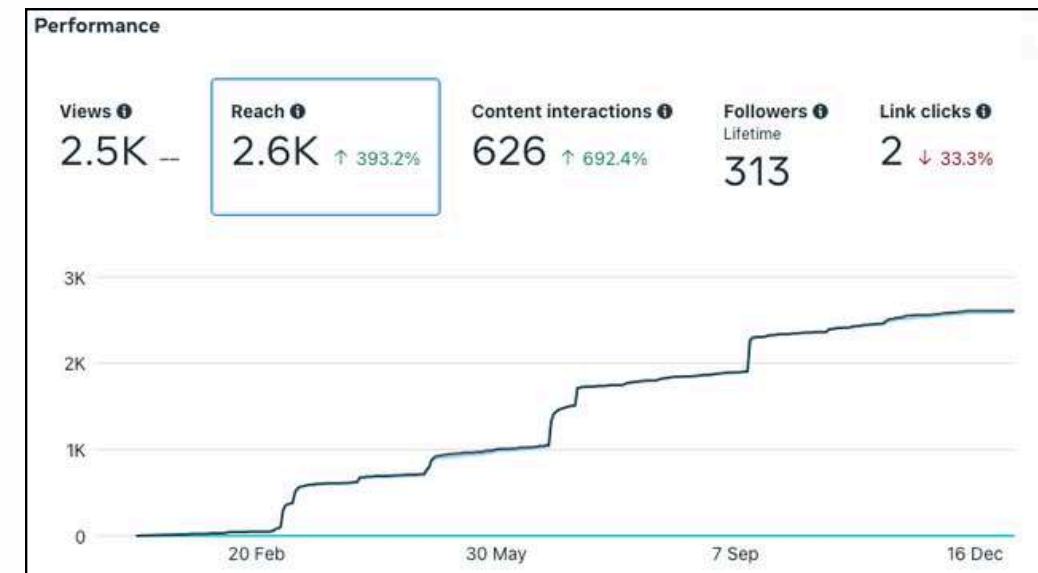 Performance
Views
2.5K --
Reach
2.6K ↑ 393.2%
Content interactions
626 ↑ 692.4%
Followers
Lifetime
313
Link clicks
2 ↓ 33.3%
3K
2K
1K
0
20 Feb 30 May 7 Sep 16 Dec